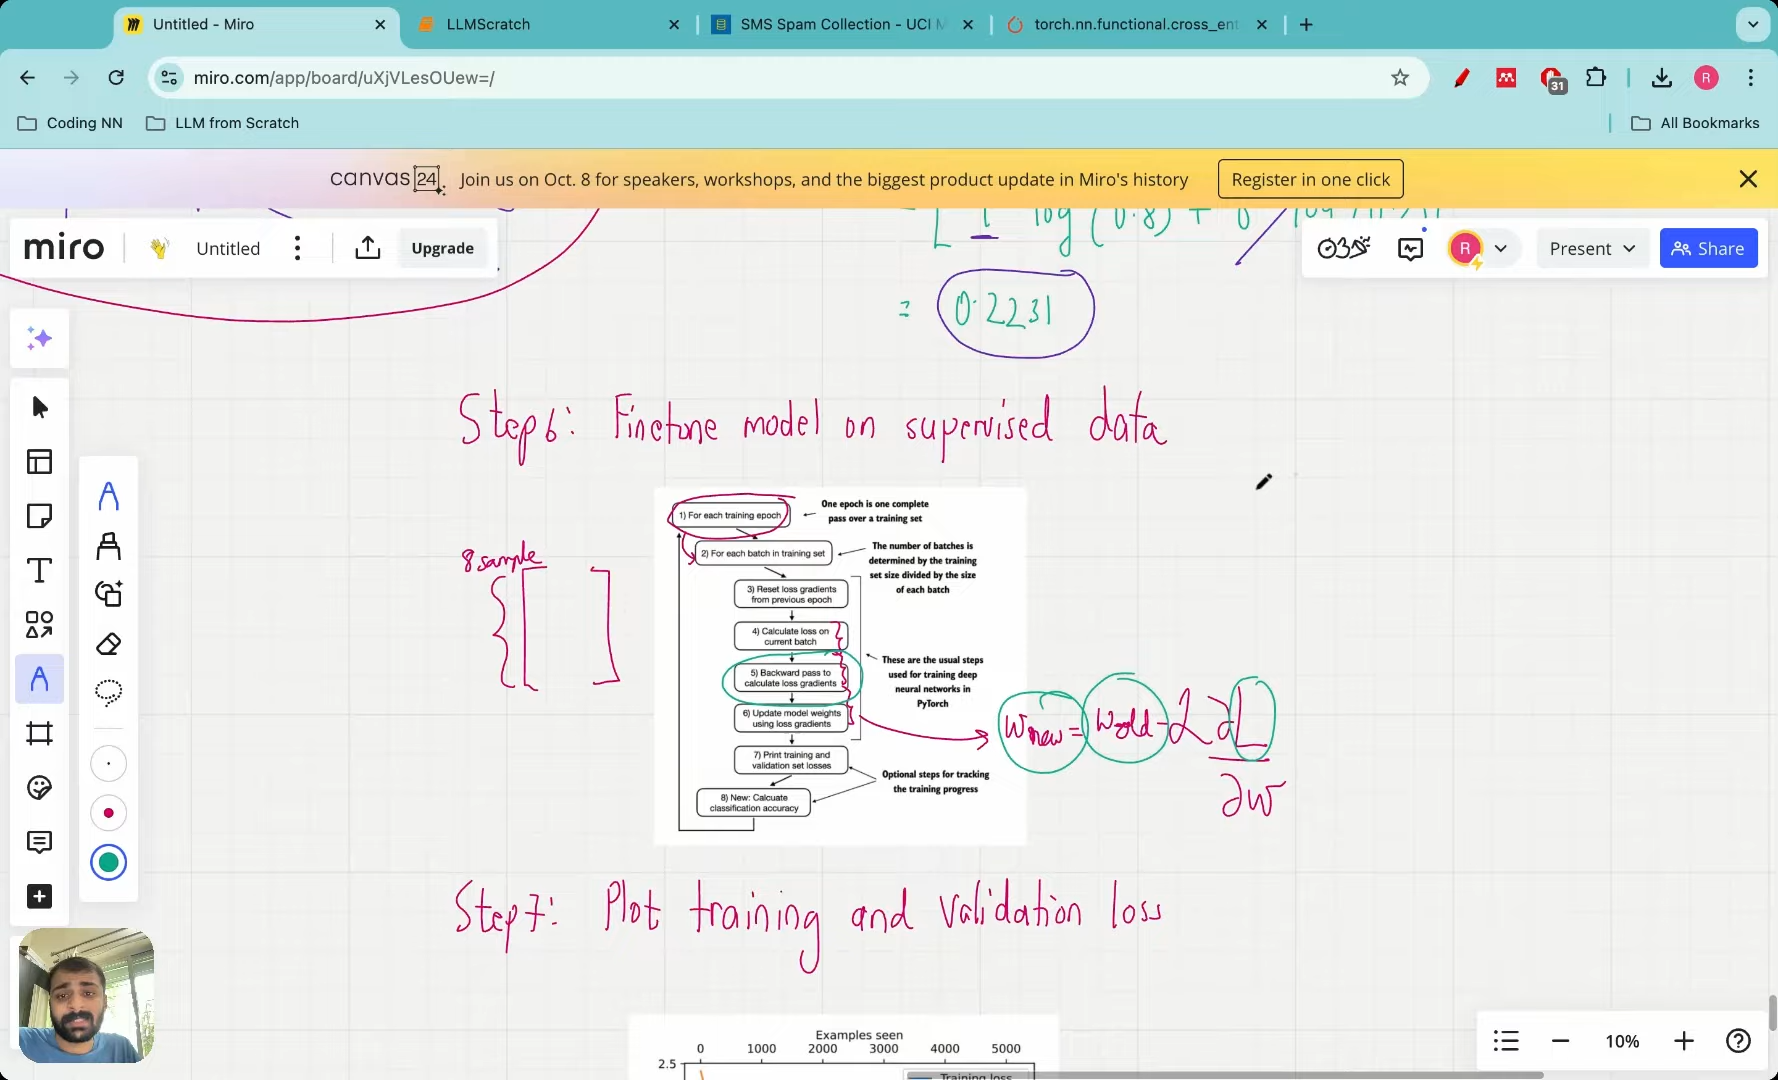 Untitled - Miro
LLMScratch
SMS Spam Collection - UCI M
torch.nn.functional.cross_ent
miro.com/app/board/uXjVLesOUew=/
31
R
Coding NN
LLM from Scratch
All Bookmarks
canvas 24 Join us on Oct. 8 for speakers, workshops, and the biggest product update in Miro's history
Register in one click
miro
Untitled
Upgrade
R
Present
Share
= 0.2231
Step 6: Finetune model on supervised data
1) For each training epoch
One epoch is one complete
pass over a training set
8 sample
2) For each batch in training set
The number of batches is
determined by the training
set size divided by the size
of each batch
3) Reset loss gradients
from previous epoch
4) Calculate loss on
current batch
These are the usual steps
used for training deep
neural networks in
PyTorch
5) Backward pass to
calculate loss gradients
6) Update model weights
using loss gradients
Wnew = Wold - α ∂L
∂W
7) Print training and
validation set losses
Optional steps for tracking
the training progress
8) New: Calcuate
classification accuracy
Step 7: Plot training and validation loss
Examples seen
0 1000 2000 3000 4000 5000
2.5
Training loss
10%